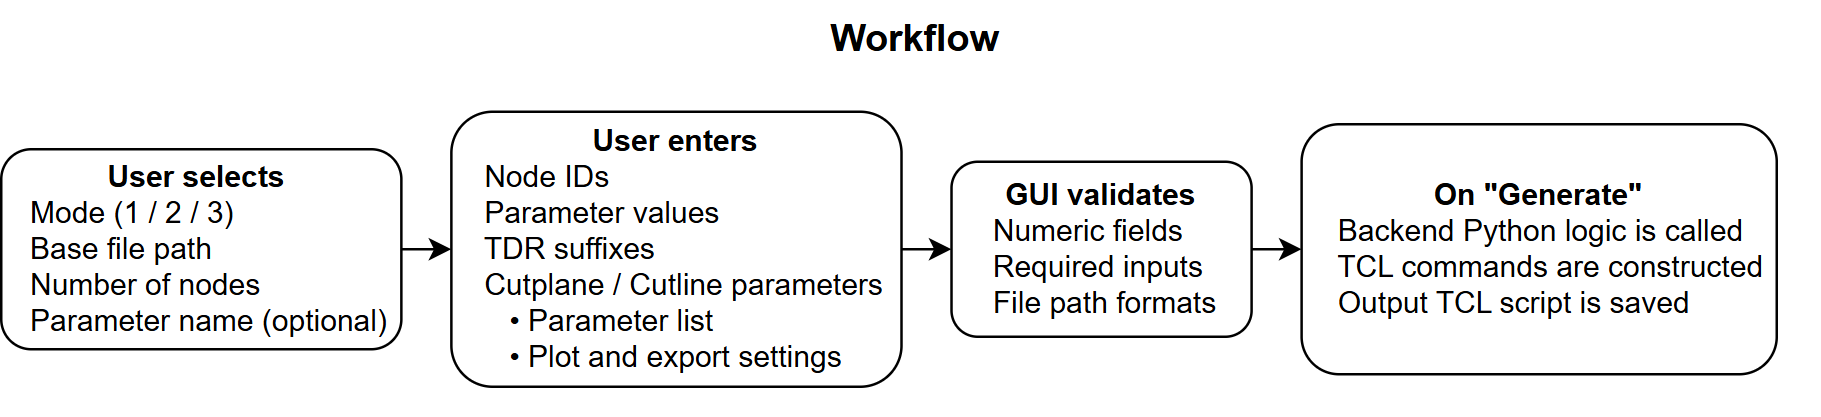 Workflow
User selects
Mode (1 / 2 / 3)
Base file path
Number of nodes
Parameter name (optional)
User enters
Node IDs
Parameter values
TDR suffixes
Cutplane / Cutline parameters
• Parameter list
• Plot and export settings
GUI validates
Numeric fields
Required inputs
File path formats
On "Generate"
Backend Python logic is called
TCL commands are constructed
Output TCL script is saved